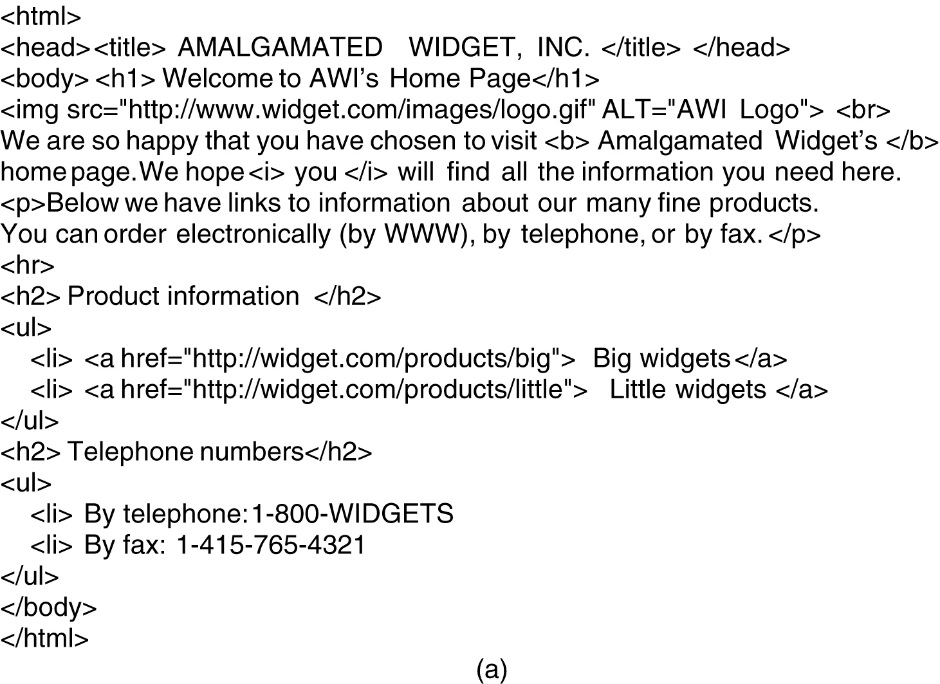 <html>
<head><title> AMALGAMATED WIDGET, INC. </title> </head>
<body> <h1> Welcome to AWI's Home Page</h1>
<img src="http://www.widget.com/images/logo.gif" ALT="AWI Logo"> <br>
We are so happy that you have chosen to visit <b> Amalgamated Widget's </b>
home page. We hope <i> you </i> will find all the information you need here.
<p>Below we have links to information about our many fine products.
You can order electronically (by WWW), by telephone, or by fax. </p>
<hr>
<h2> Product information </h2>
<ul>
<li> <a href="http://widget.com/products/big"> Big widgets</a>
<li> <a href="http://widget.com/products/little"> Little widgets </a>
</ul>
<h2> Telephone numbers</h2>
<ul>
<li> By telephone: 1-800-WIDGETS
<li> By fax: 1-415-765-4321
</ul>
</body>
</html>
(a)